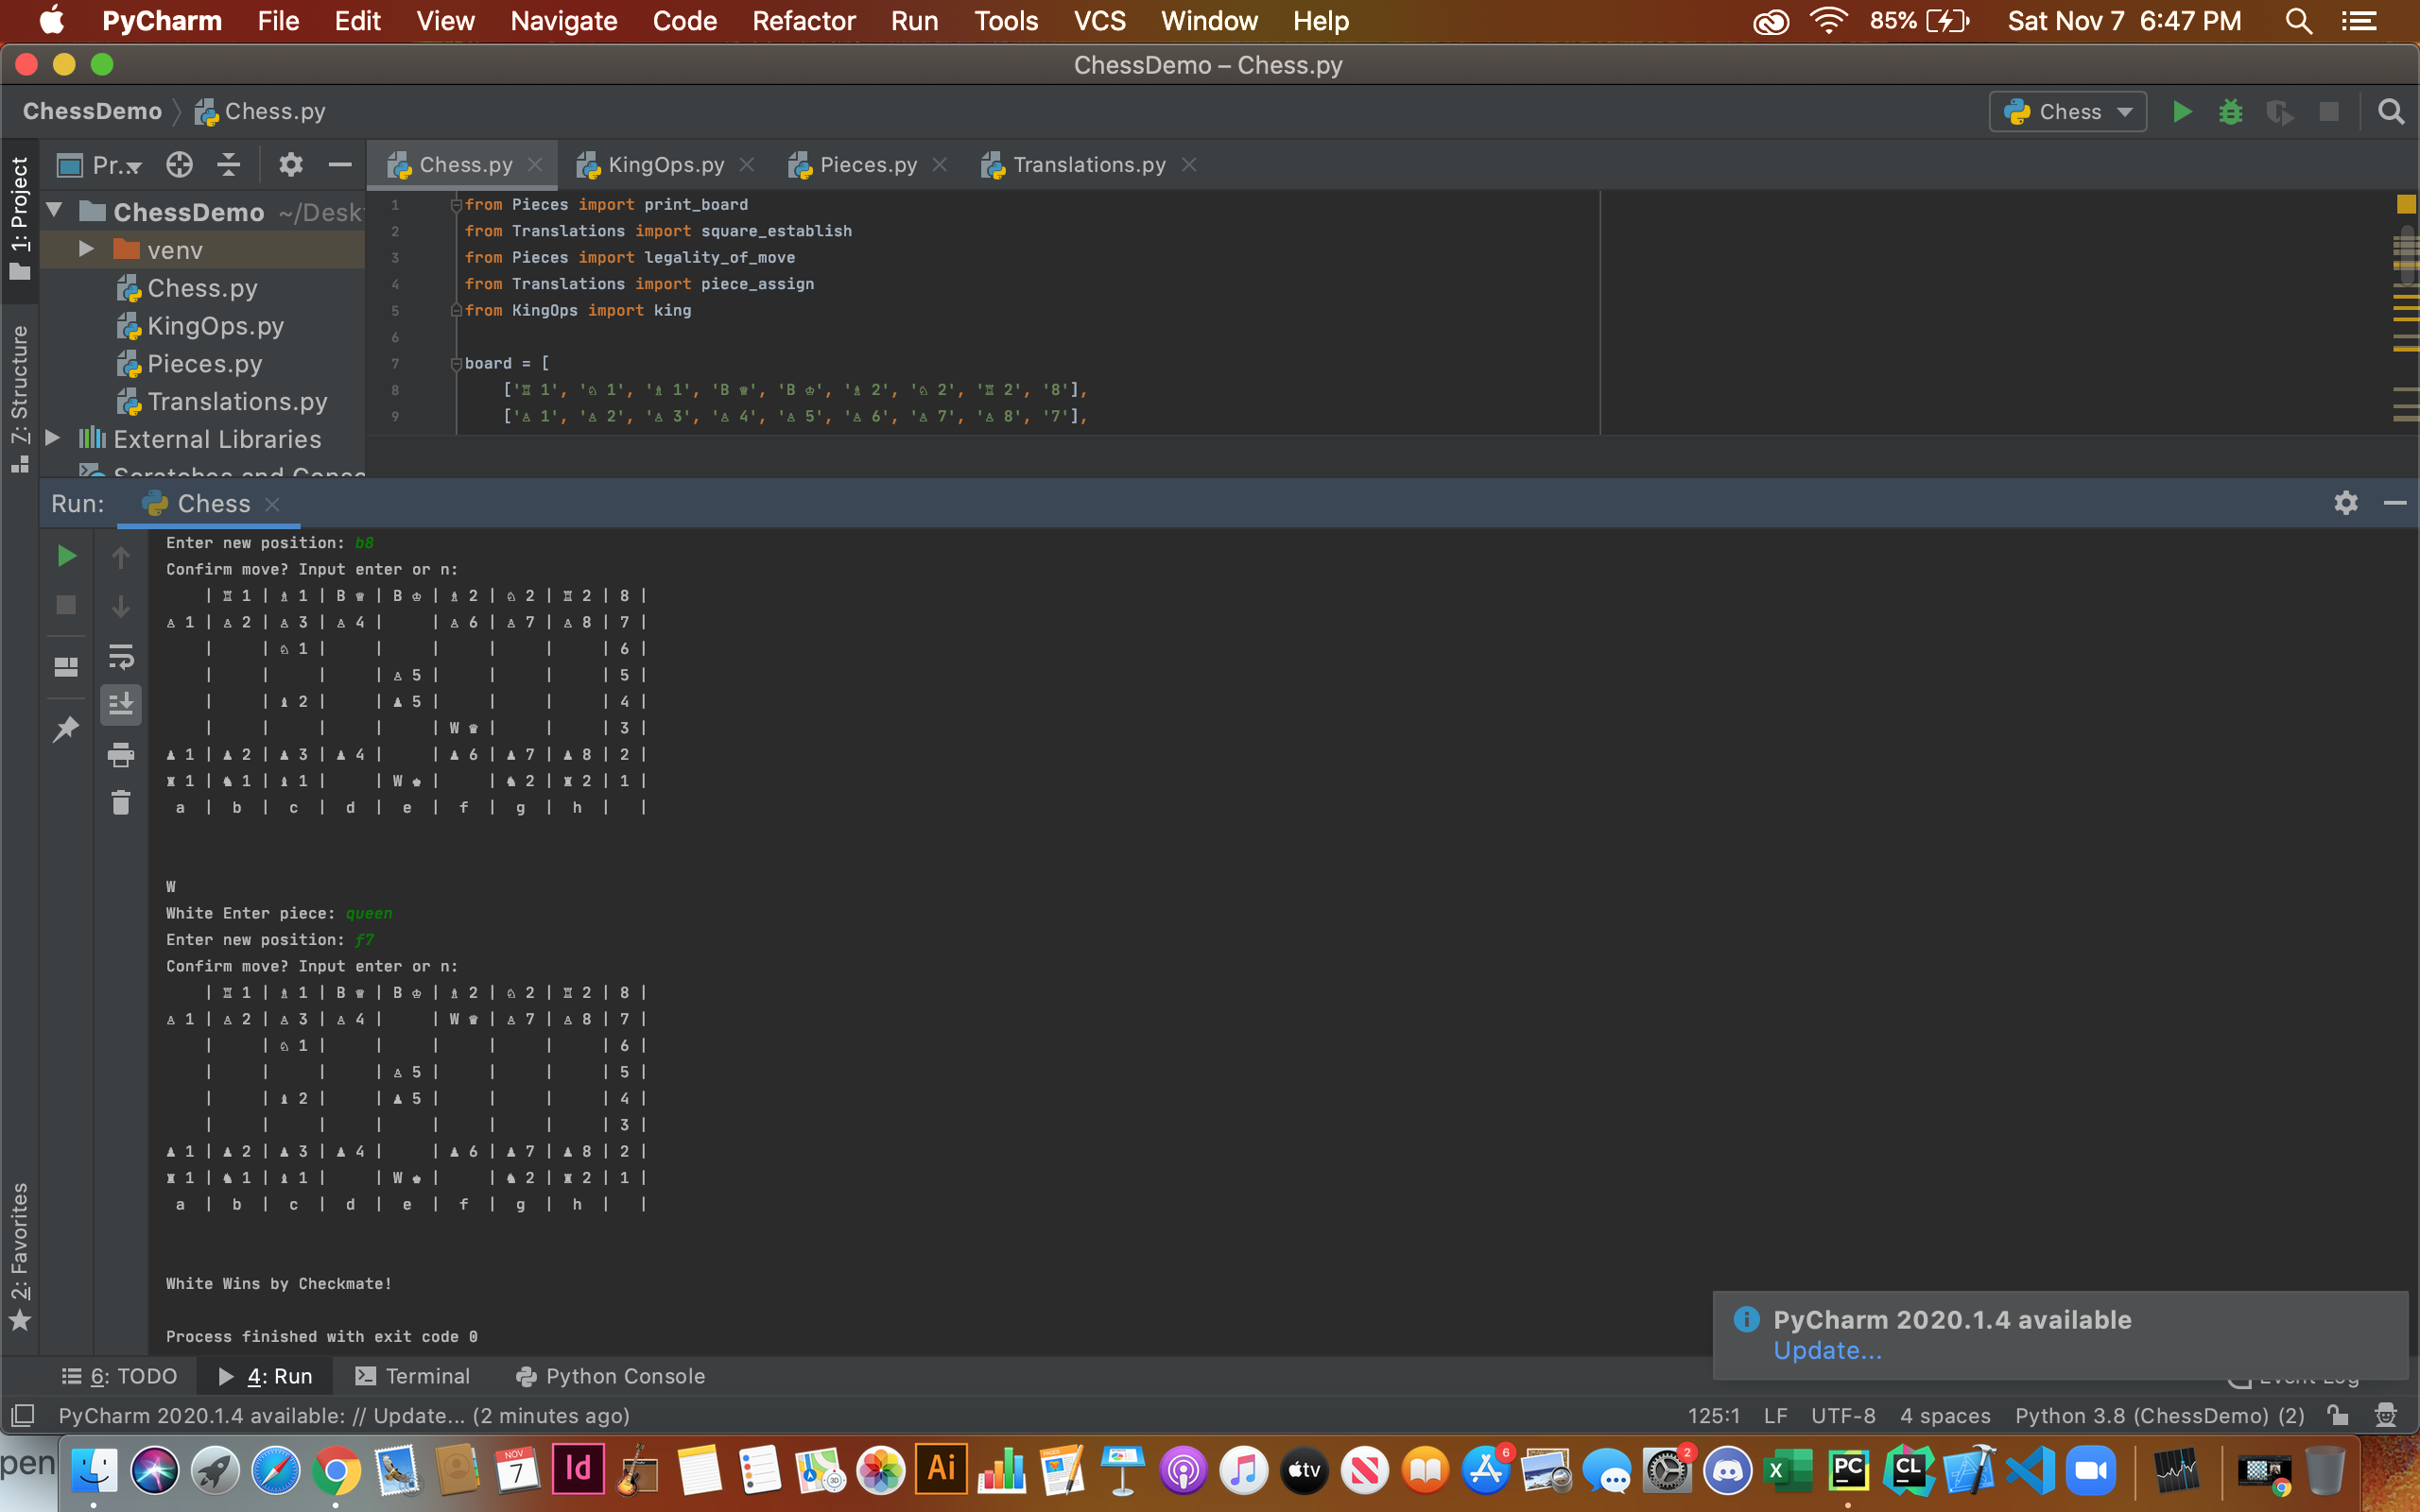 PyCharm File Edit View Navigate Code Refactor Run Tools VCS Window Help 85% Sat Nov 7 6:47 PM
ChessDemo – Chess.py
ChessDemo Chess.py Chess
1: Project Pr... Chess.py KingOps.py Pieces.py Translations.py
ChessDemo ~/Desk
venv
Chess.py
KingOps.py
Pieces.py
Translations.py
External Libraries
Scratches and Conso
Z: Structure
1 from Pieces import print_board
2 from Translations import square_establish
3 from Pieces import legality_of_move
4 from Translations import piece_assign
5 from KingOps import king
6
7 board = [
8 ['♖ 1', '♘ 1', '♗ 1', 'B ♛', 'B ♔', '♗ 2', '♘ 2', '♖ 2', '8'],
9 ['♙ 1', '♙ 2', '♙ 3', '♙ 4', '♙ 5', '♙ 6', '♙ 7', '♙ 8', '7'],
Run: Chess
Enter new position: b8
Confirm move? Input enter or n:
    | ♖ 1 | ♗ 1 | B ♛ | B ♔ | ♗ 2 | ♘ 2 | ♖ 2 | 8 |
♙ 1 | ♙ 2 | ♙ 3 | ♙ 4 |     | ♙ 6 | ♙ 7 | ♙ 8 | 7 |
    |     | ♘ 1 |     |     |     |     |     | 6 |
    |     |     |     | ♙ 5 |     |     |     | 5 |
    |     | ♝ 2 |     | ♟ 5 |     |     |     | 4 |
    |     |     |     |     | W ♛ |     |     | 3 |
♟ 1 | ♟ 2 | ♟ 3 | ♟ 4 |     | ♟ 6 | ♟ 7 | ♟ 8 | 2 |
♜ 1 | ♞ 1 | ♝ 1 |     | W ♚ |     | ♞ 2 | ♜ 2 | 1 |
 a  |  b  |  c  |  d  |  e  |  f  |  g  |  h  |   |
W
White Enter piece: queen
Enter new position: f7
Confirm move? Input enter or n:
    | ♖ 1 | ♗ 1 | B ♛ | B ♔ | ♗ 2 | ♘ 2 | ♖ 2 | 8 |
♙ 1 | ♙ 2 | ♙ 3 | ♙ 4 |     | W ♛ | ♙ 7 | ♙ 8 | 7 |
    |     | ♘ 1 |     |     |     |     |     | 6 |
    |     |     |     | ♙ 5 |     |     |     | 5 |
    |     | ♝ 2 |     | ♟ 5 |     |     |     | 4 |
    |     |     |     |     |     |     |     | 3 |
♟ 1 | ♟ 2 | ♟ 3 | ♟ 4 |     | ♟ 6 | ♟ 7 | ♟ 8 | 2 |
♜ 1 | ♞ 1 | ♝ 1 |     | W ♚ |     | ♞ 2 | ♜ 2 | 1 |
 a  |  b  |  c  |  d  |  e  |  f  |  g  |  h  |   |
White Wins by Checkmate!
Process finished with exit code 0
2: Favorites
PyCharm 2020.1.4 available
Update...
6: TODO 4: Run Terminal Python Console Event Log
PyCharm 2020.1.4 available: // Update... (2 minutes ago) 125:1 LF UTF-8 4 spaces Python 3.8 (ChessDemo) (2)
pen
NOV 7 Id 3D Ai tv 6 2 X PC CL